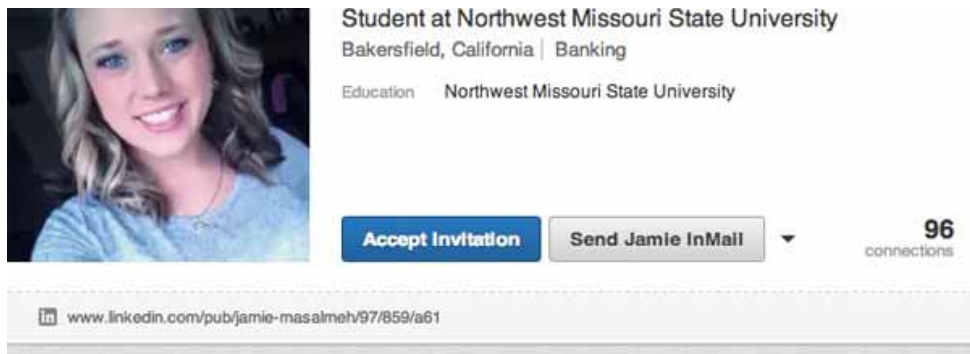 Student at Northwest Missouri State University
Bakersfield, California | Banking
Education Northwest Missouri State University
Accept Invitation Send Jamie InMail 96
connections
in www.linkedin.com/pub/jamie-masalmeh/97/859/a61